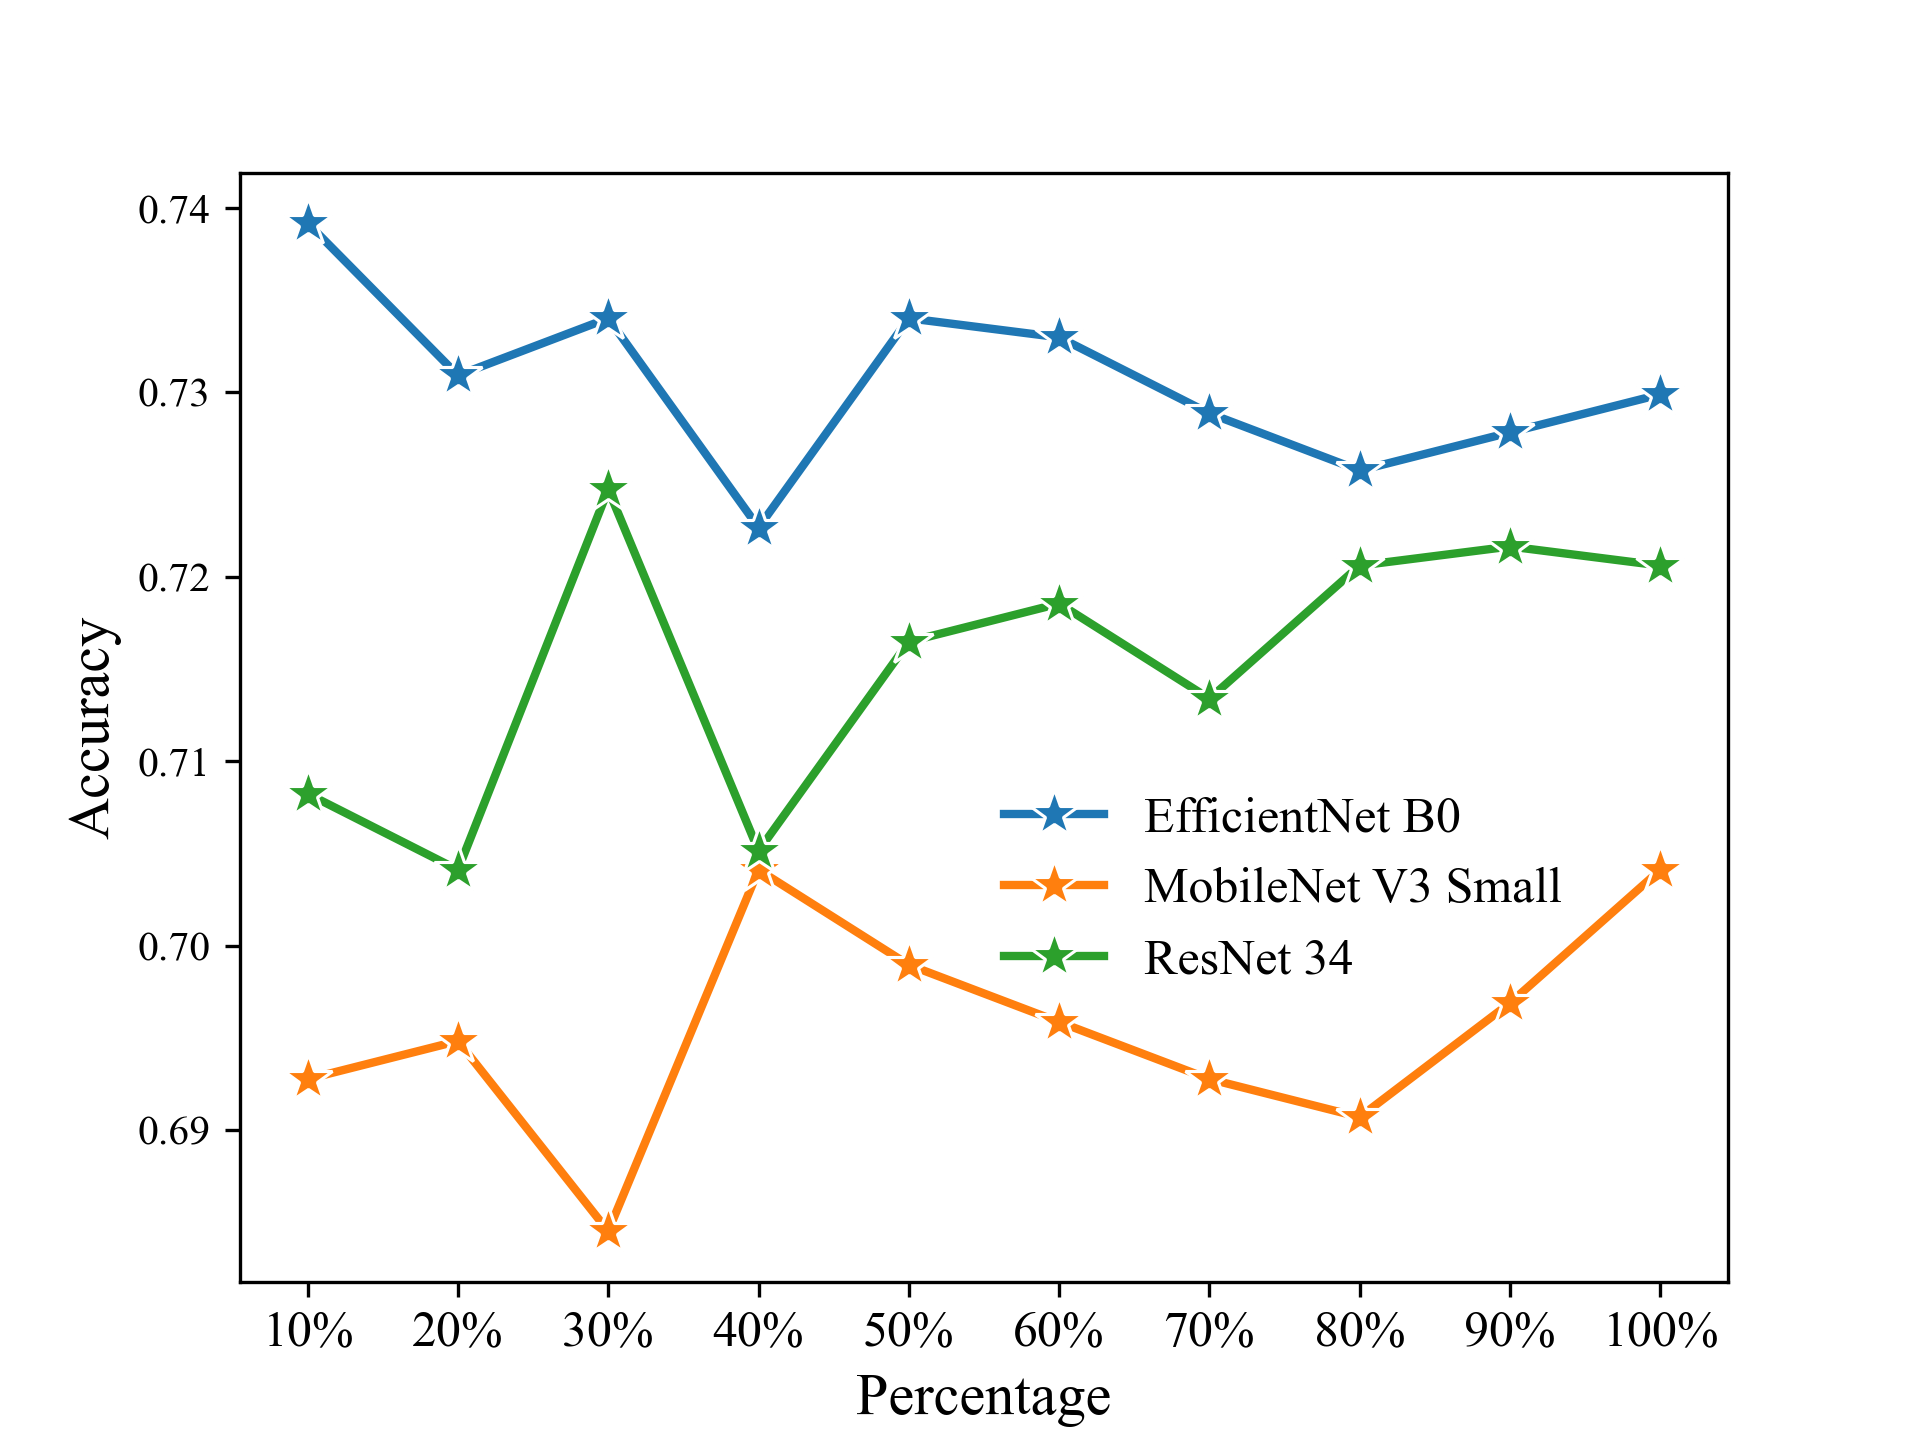 0.74
0.73
0.72
0.71
0.70
0.69
Accuracy
EfficientNet B0
MobileNet V3 Small
ResNet 34
10% 20% 30% 40% 50% 60% 70% 80% 90% 100%
Percentage